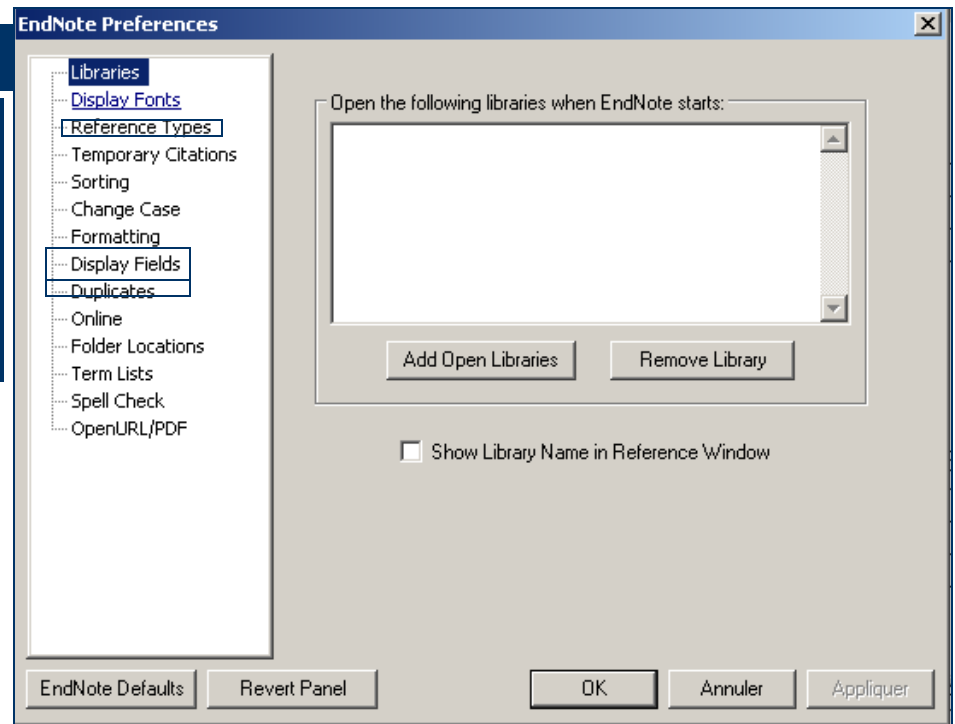 EndNote Preferences
Libraries
Display Fonts
Reference Types
Temporary Citations
Sorting
Change Case
Formatting
Display Fields
Duplicates
Online
Folder Locations
Term Lists
Spell Check
OpenURL/PDF
Open the following libraries when EndNote starts:
Add Open Libraries Remove Library
Show Library Name in Reference Window
EndNote Defaults Revert Panel OK Annuler Appliquer